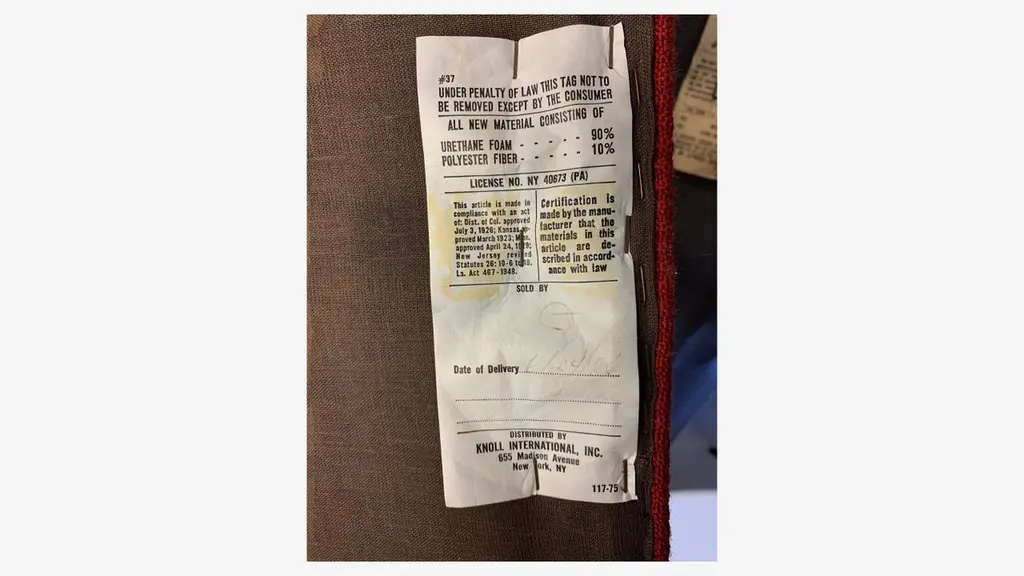 #37
UNDER PENALTY OF LAW THIS TAG NOT TO
BE REMOVED EXCEPT BY THE CONSUMER
ALL NEW MATERIAL CONSISTING OF
URETHANE FOAM - - - - - 90%
POLYESTER FIBER - - - - - 10%
LICENSE NO. NY 40673 (PA)
This article is made in
compliance with an act
of: Dist. of Col. approved
July 3, 1926; Kansas
proved March 1923;
approved April 24,
New Jersey
Statutes 26:10-6 to
La. Act 467-1948.
Certification is
made by the manu-
facturer that the
materials in this
article are de-
scribed in accord-
ance with law
SOLD BY
Date of Delivery
DISTRIBUTED BY
KNOLL INTERNATIONAL, INC.
655 Madison Avenue
New York, NY
117-75